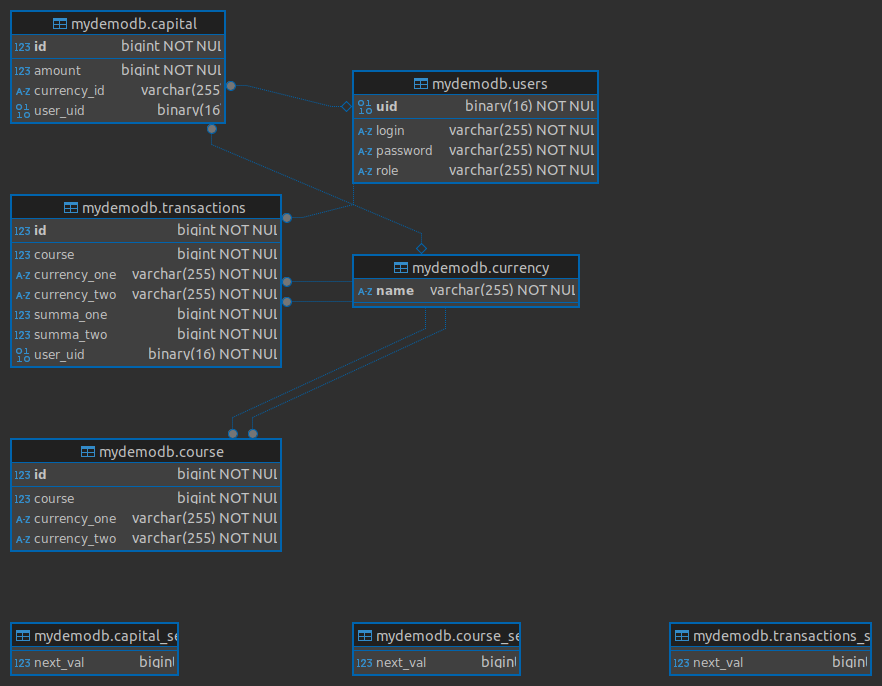 mydemodb.capital
123 id bigint NOT NUL
123 amount bigint NOT NUL
A-Z currency_id varchar(255
0110 user_uid binary(16
mydemodb.users
0110 uid binary(16) NOT NUL
A-Z login varchar(255) NOT NUL
A-Z password varchar(255) NOT NUL
A-Z role varchar(255) NOT NUL
mydemodb.transactions
123 id bigint NOT NUL
123 course bigint NOT NUL
A-Z currency_one varchar(255) NOT NUL
A-Z currency_two varchar(255) NOT NUL
123 summa_one bigint NOT NUL
123 summa_two bigint NOT NUL
0110 user_uid binary(16) NOT NUL
mydemodb.currency
A-Z name varchar(255) NOT NUL
mydemodb.course
123 id bigint NOT NUL
123 course bigint NOT NUL
A-Z currency_one varchar(255) NOT NUL
A-Z currency_two varchar(255) NOT NUL
mydemodb.capital_se
123 next_val bigint
mydemodb.course_se
123 next_val bigint
mydemodb.transactions_s
123 next_val bigint